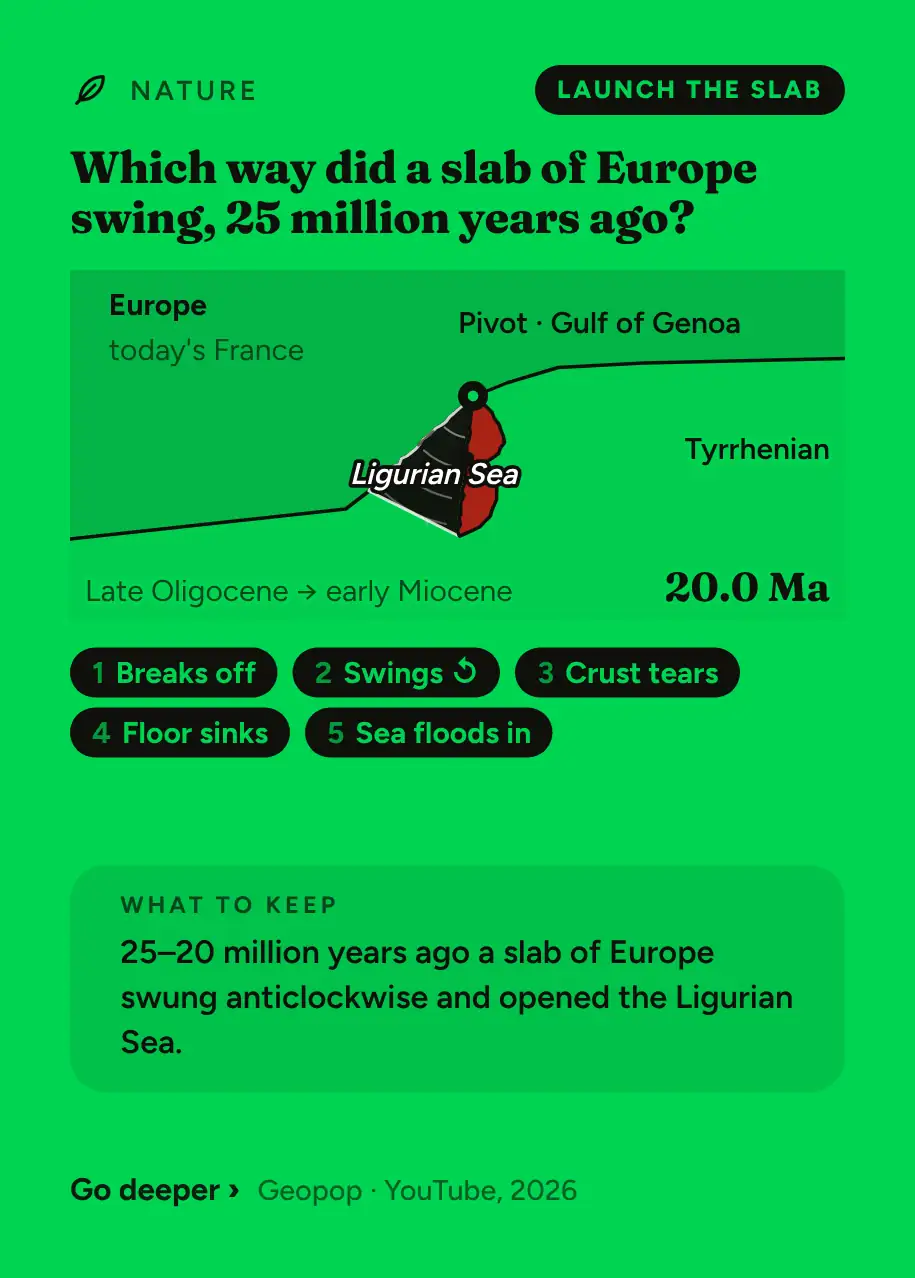 NATURE
LAUNCH THE SLAB
Which way did a slab of Europe
swing, 25 million years ago?
Europe
today's France
Pivot · Gulf of Genoa
Tyrrhenian
Ligurian Sea
Late Oligocene → early Miocene
20.0 Ma
1 Breaks off
2 Swings ↺
3 Crust tears
4 Floor sinks
5 Sea floods in
WHAT TO KEEP
25–20 million years ago a slab of Europe
swung anticlockwise and opened the Ligurian
Sea.
Go deeper › Geopop · YouTube, 2026